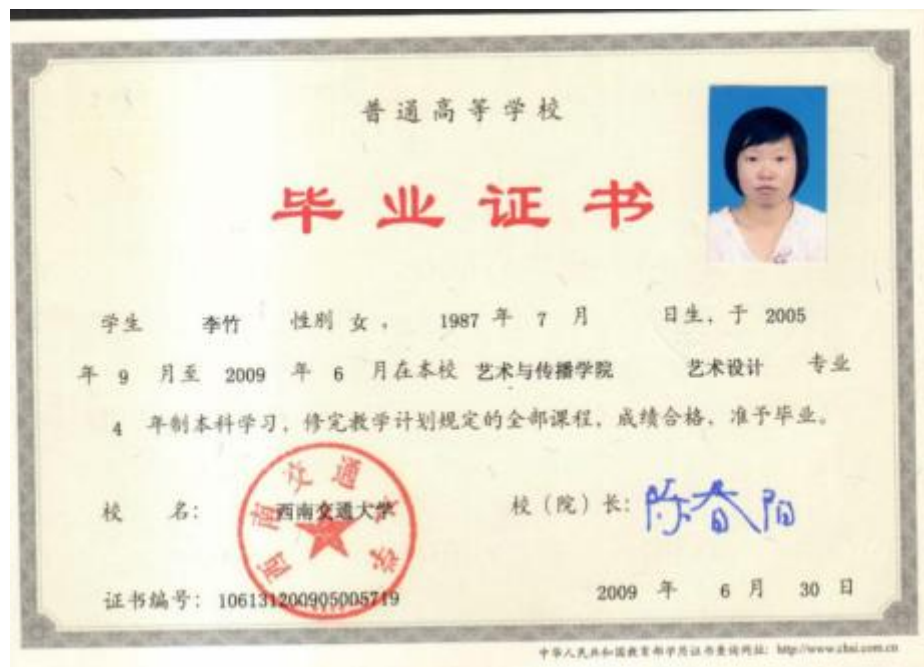 普通高等学校
毕业证书
学生 李竹 性别 女 , 1987 年 7 月 日生, 于 2005
年 9 月至 2009 年 6 月在本校 艺术与传播学院 艺术设计 专业
4 年制本科学习, 修完教学计划规定的全部课程, 成绩合格, 准予毕业。
校 名: 西南交通大学 校(院)长: 陈春阳
西南交通大学
证书编号: 106131200905005719 2009 年 6 月 30 日
中华人民共和国教育部学历证书查询网址: http://www.chsi.com.cn